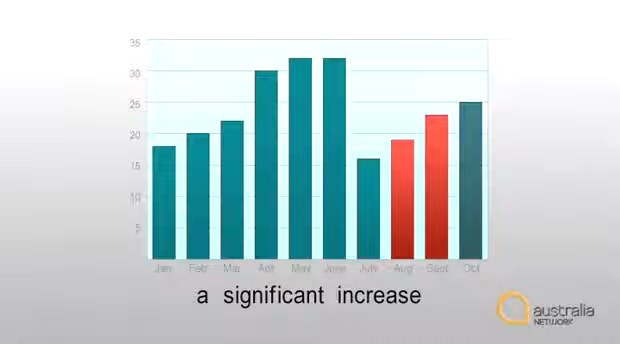 35
30
25
20
15
10
5
Jan Feb Mar Apr May June July Aug Sept Oct
a significant increase
australia
NETWORK